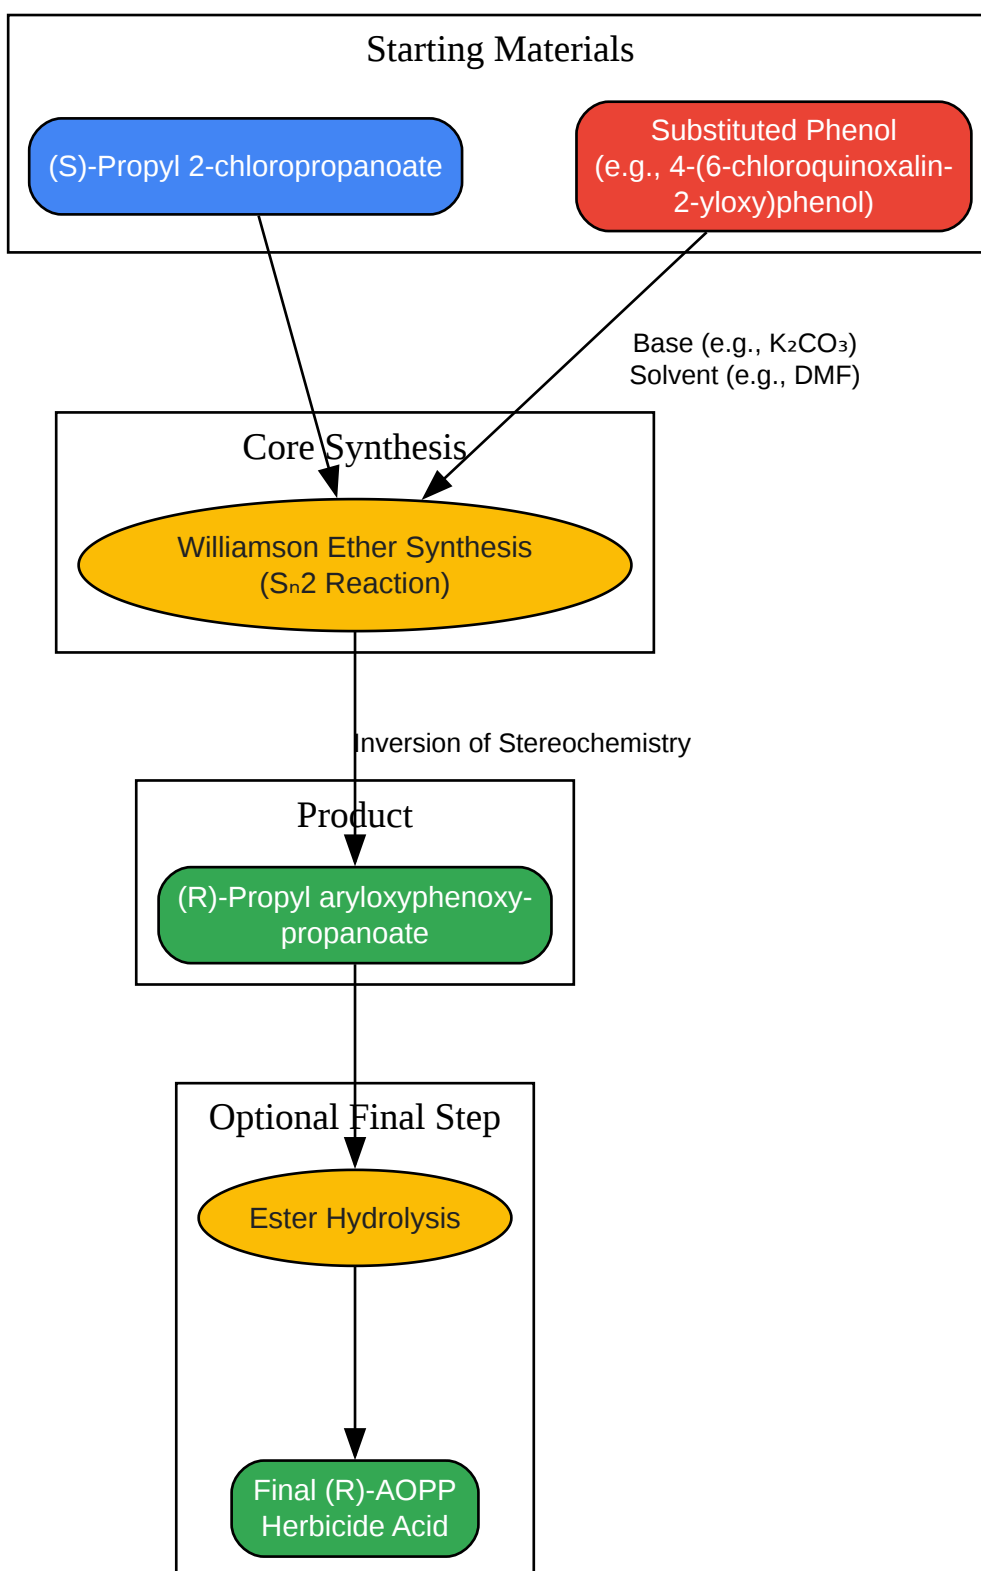 Starting Materials
(S)-Propyl 2-chloropropanoate
Substituted Phenol
(e.g., 4-(6-chloroquinoxalin-
2-yloxy)phenol)
Base (e.g., K₂CO₃)
Solvent (e.g., DMF)
Core Synthesis
Williamson Ether Synthesis
(Sₙ2 Reaction)
Inversion of Stereochemistry
Product
(R)-Propyl aryloxyphenoxy-
propanoate
Optional Final Step
Ester Hydrolysis
Final (R)-AOPP
Herbicide Acid